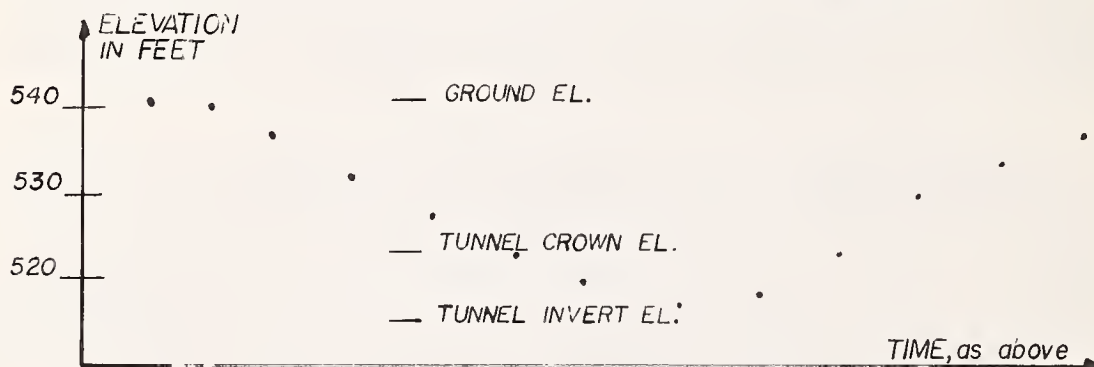 ELEVATION
IN FEET
540
GROUND EL.
530
TUNNEL CROWN EL.
520
TUNNEL INVERT EL.
TIME, as above